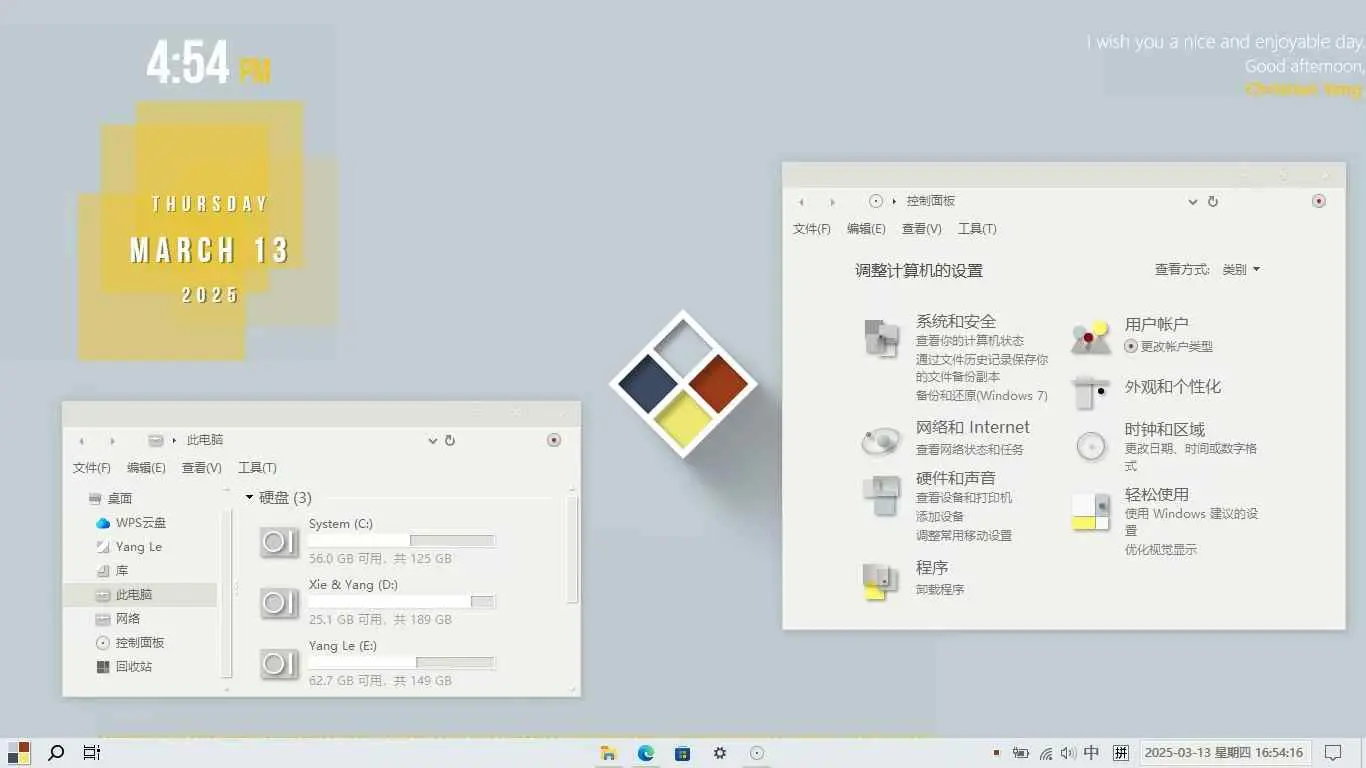 4:54 PM
THURSDAY
MARCH 13
2025
I wish you a nice and enjoyable day.
Good afternoon,
Yang
此电脑
文件(F) 编辑(E) 查看(V) 工具(T)
桌面
WPS云盘
Yang Le
库
此电脑
网络
控制面板
回收站
硬盘 (3)
System (C:)
56.0 GB 可用，共 125 GB
Xie & Yang (D:)
25.1 GB 可用，共 189 GB
Yang Le (E:)
62.7 GB 可用，共 149 GB
控制面板
文件(F) 编辑(E) 查看(V) 工具(T)
调整计算机的设置
查看方式: 类别
系统和安全
查看你的计算机状态
通过文件历史记录保存你
的文件备份副本
备份和还原(Windows 7)
网络和 Internet
查看网络状态和任务
硬件和声音
查看设备和打印机
添加设备
调整常用移动设置
程序
卸载程序
用户帐户
更改帐户类型
外观和个性化
时钟和区域
更改日期、时间或数字格
式
轻松使用
使用 Windows 建议的设
置
优化视觉显示
中 拼 2025-03-13 星期四 16:54:16